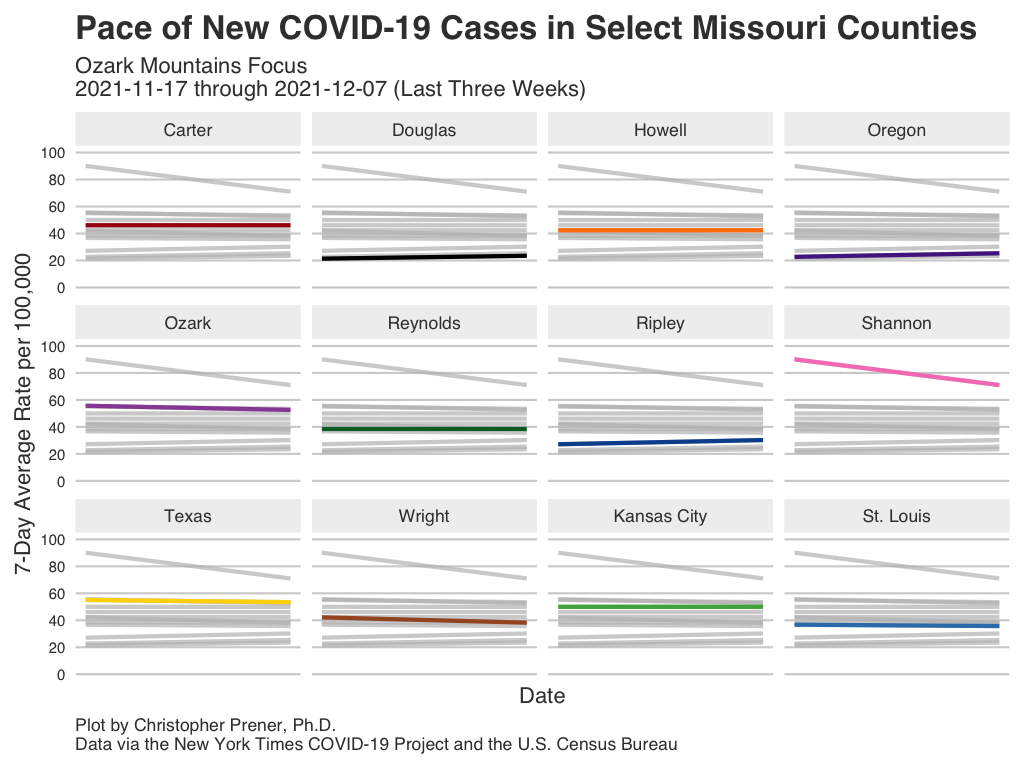 Pace of New COVID-19 Cases in Select Missouri Counties
Ozark Mountains Focus
2021-11-17 through 2021-12-07 (Last Three Weeks)
7-Day Average Rate per 100,000
Carter Douglas Howell Oregon
100
80
60
40
20
0
Ozark Reynolds Ripley Shannon
100
80
60
40
20
0
Texas Wright Kansas City St. Louis
100
80
60
40
20
0
Date
Plot by Christopher Prener, Ph.D.
Data via the New York Times COVID-19 Project and the U.S. Census Bureau